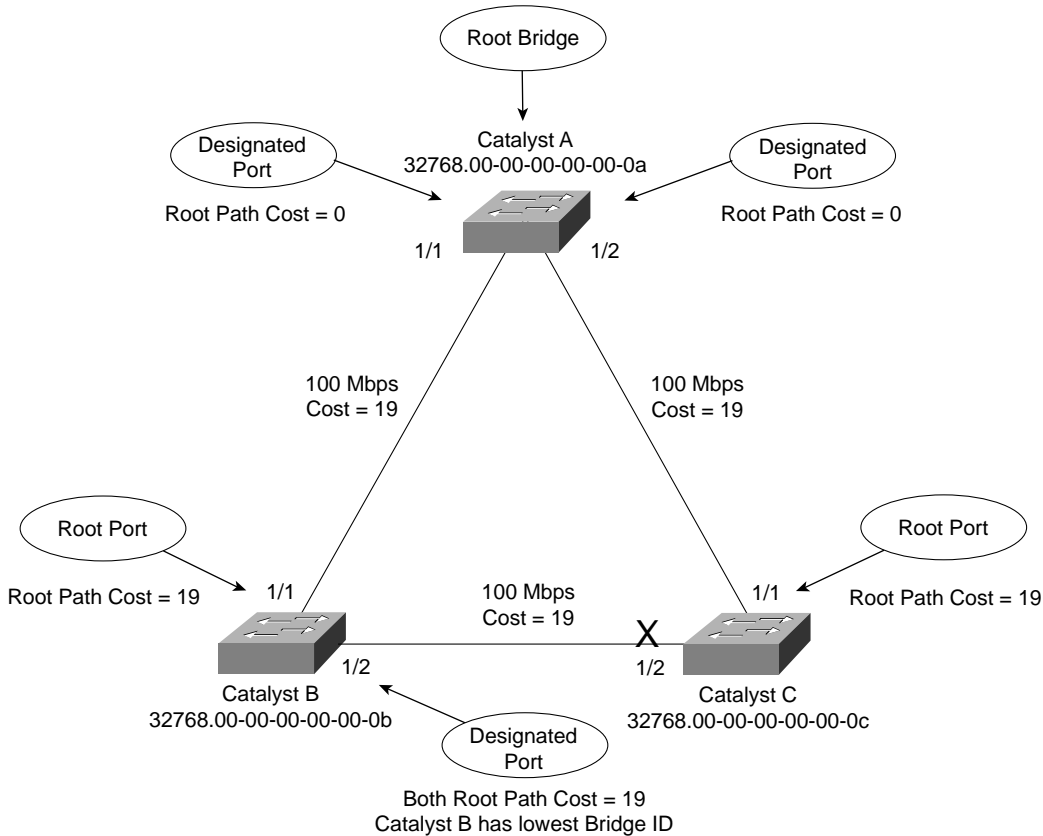 Root Bridge
Catalyst A
32768.00-00-00-00-00-0a
Designated
Port
Root Path Cost = 0
Designated
Port
Root Path Cost = 0
1/1
1/2
100 Mbps
Cost = 19
100 Mbps
Cost = 19
Root Port
Root Path Cost = 19
Root Port
Root Path Cost = 19
1/1
1/1
100 Mbps
Cost = 19
X
1/2
1/2
Catalyst B
32768.00-00-00-00-00-0b
Catalyst C
32768.00-00-00-00-00-0c
Designated
Port
Both Root Path Cost = 19
Catalyst B has lowest Bridge ID